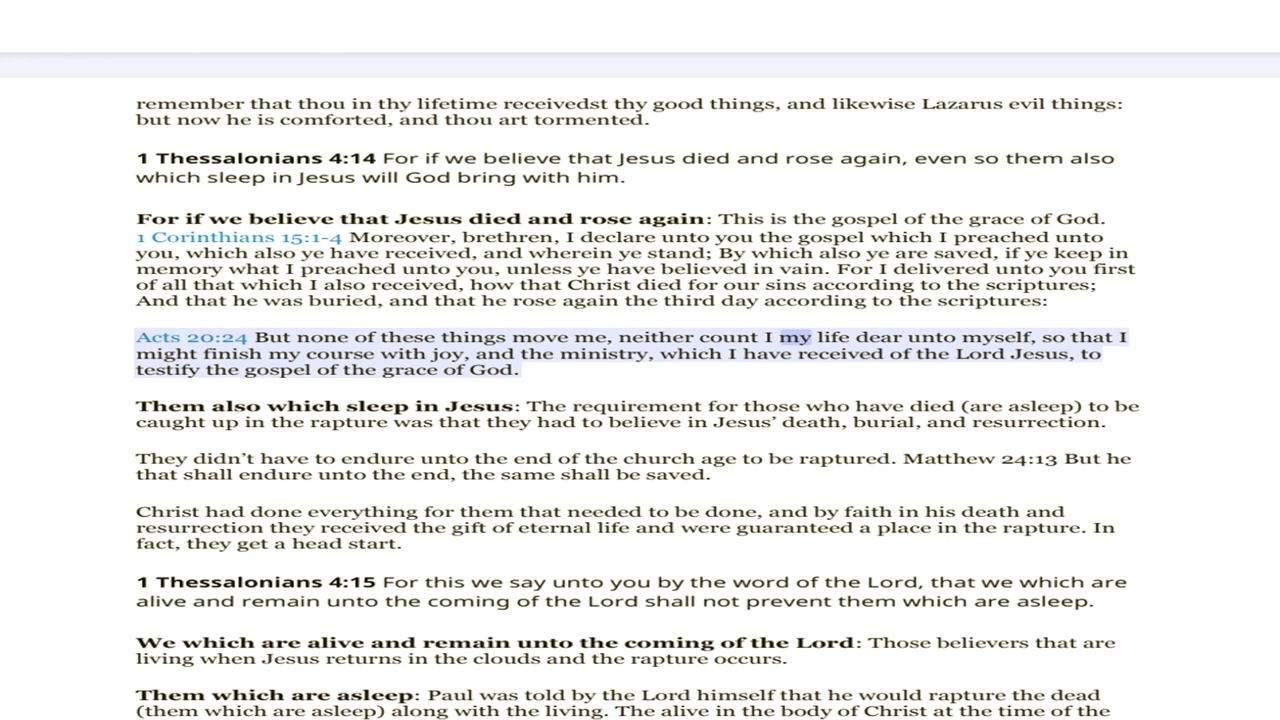 remember that thou in thy lifetime receivedst thy good things, and likewise Lazarus evil things:
but now he is comforted, and thou art tormented.
1 Thessalonians 4:14 For if we believe that Jesus died and rose again, even so them also
which sleep in Jesus will God bring with him.
For if we believe that Jesus died and rose again: This is the gospel of the grace of God.
1 Corinthians 15:1-4 Moreover, brethren, I declare unto you the gospel which I preached unto
you, which also ye have received, and wherein ye stand; By which also ye are saved, if ye keep in
memory what I preached unto you, unless ye have believed in vain. For I delivered unto you first
of all that which I also received, how that Christ died for our sins according to the scriptures;
And that he was buried, and that he rose again the third day according to the scriptures:
Acts 20:24 But none of these things move me, neither count I my life dear unto myself, so that I
might finish my course with joy, and the ministry, which I have received of the Lord Jesus, to
testify the gospel of the grace of God.
Them also which sleep in Jesus: The requirement for those who have died (are asleep) to be
caught up in the rapture was that they had to believe in Jesus’ death, burial, and resurrection.
They didn’t have to endure unto the end of the church age to be raptured. Matthew 24:13 But he
that shall endure unto the end, the same shall be saved.
Christ had done everything for them that needed to be done, and by faith in his death and
resurrection they received the gift of eternal life and were guaranteed a place in the rapture. In
fact, they get a head start.
1 Thessalonians 4:15 For this we say unto you by the word of the Lord, that we which are
alive and remain unto the coming of the Lord shall not prevent them which are asleep.
We which are alive and remain unto the coming of the Lord: Those believers that are
living when Jesus returns in the clouds and the rapture occurs.
Them which are asleep: Paul was told by the Lord himself that he would rapture the dead
(them which are asleep) along with the living. The alive in the body of Christ at the time of the